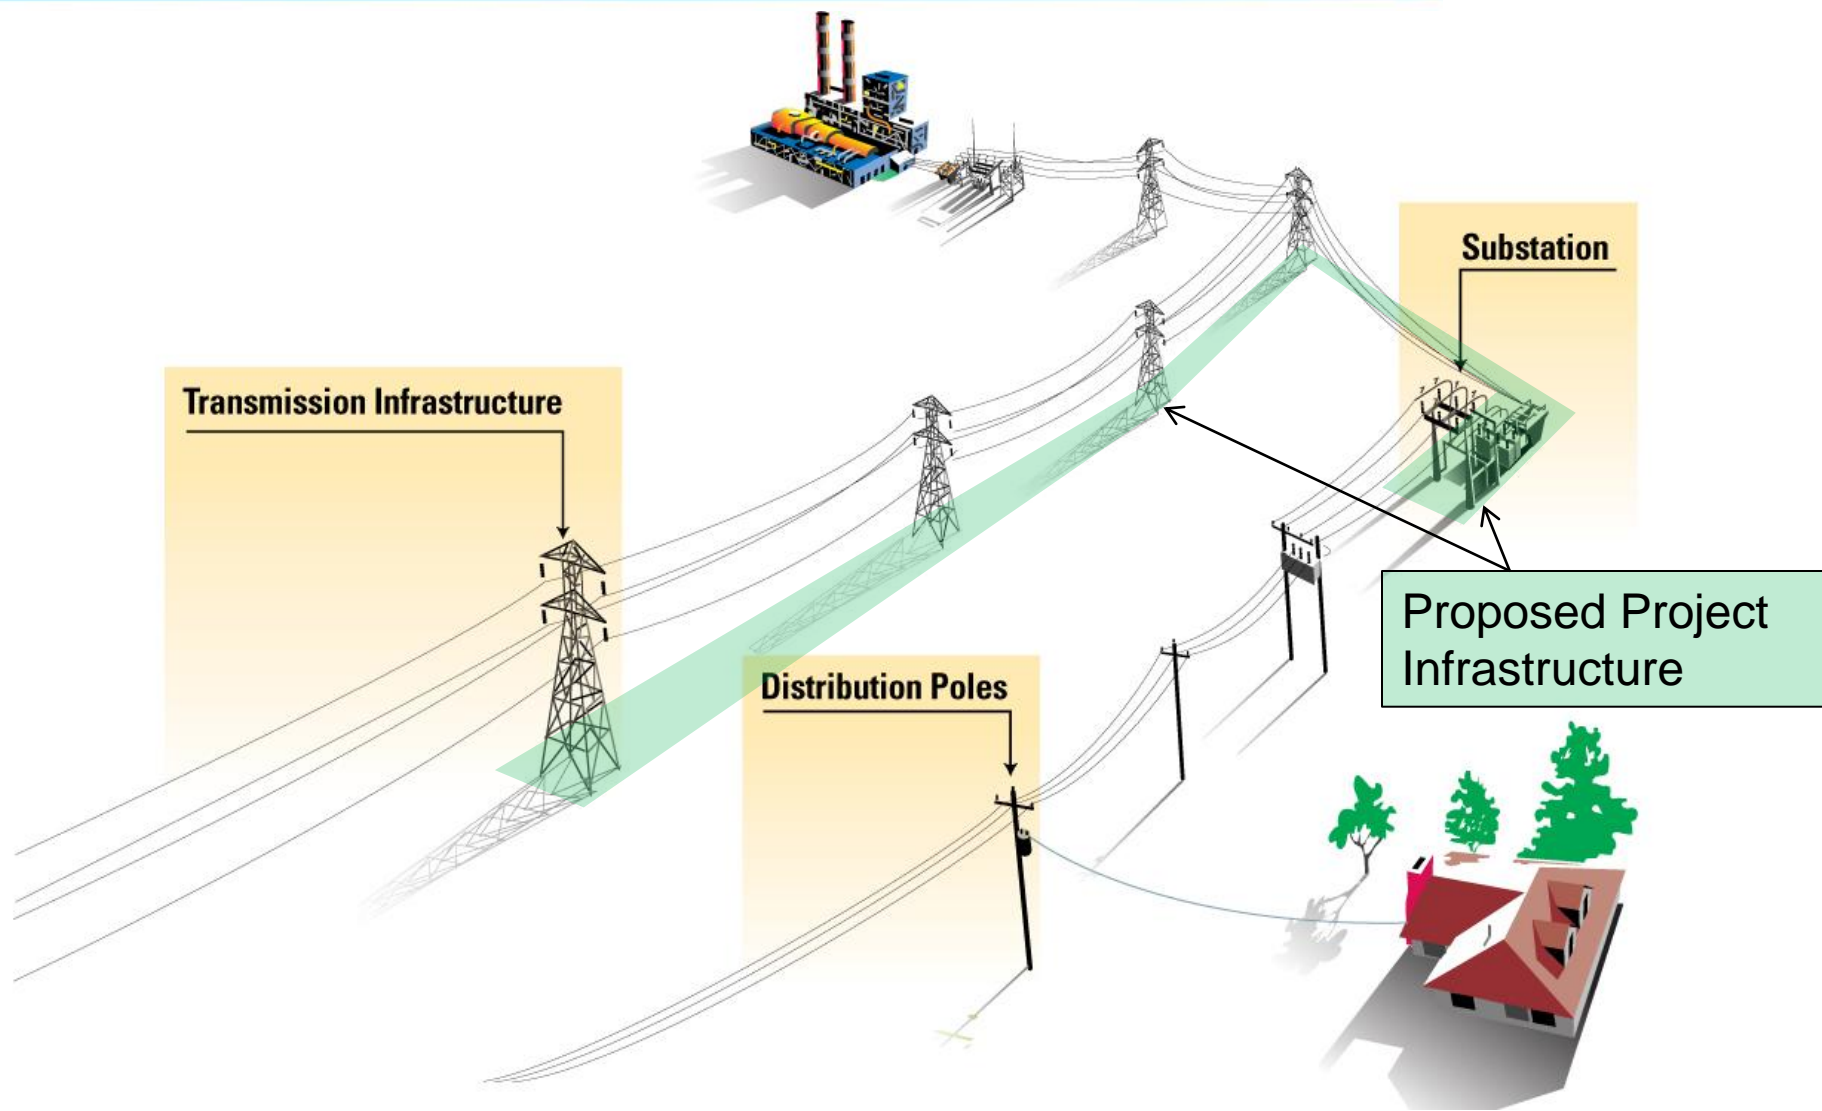 Substation
Transmission Infrastructure
Proposed Project
Infrastructure
Distribution Poles